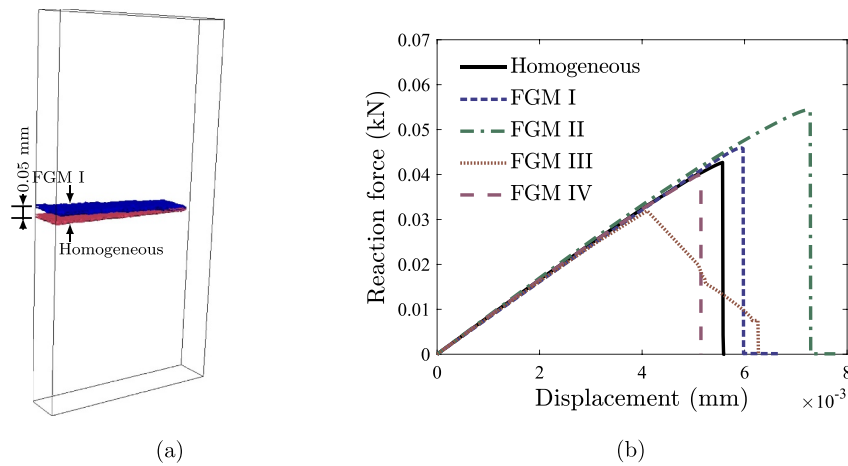 0.05 mm
FGM I
Homogeneous
(a)
0.07
0.06
0.05
0.04
0.03
0.02
0.01
0
Reaction force (kN)
Homogeneous
FGM I
FGM II
FGM III
FGM IV
0 2 4 6 8
Displacement (mm) ×10⁻³
(b)